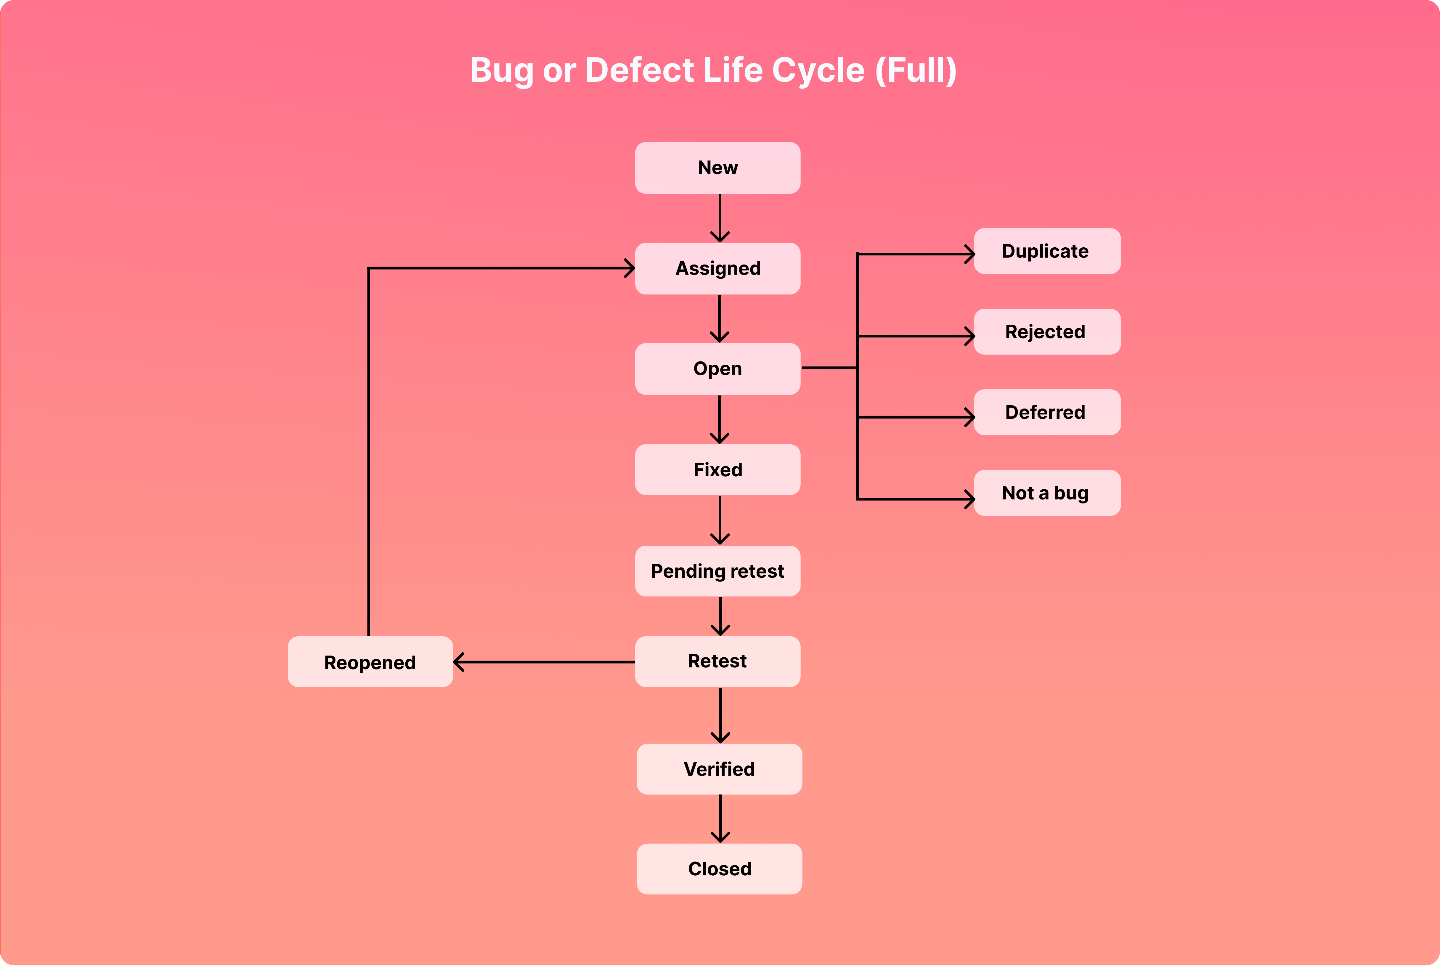 Bug or Defect Life Cycle (Full)
New
Assigned
Open
Fixed
Pending retest
Retest
Reopened
Verified
Closed
Duplicate
Rejected
Deferred
Not a bug